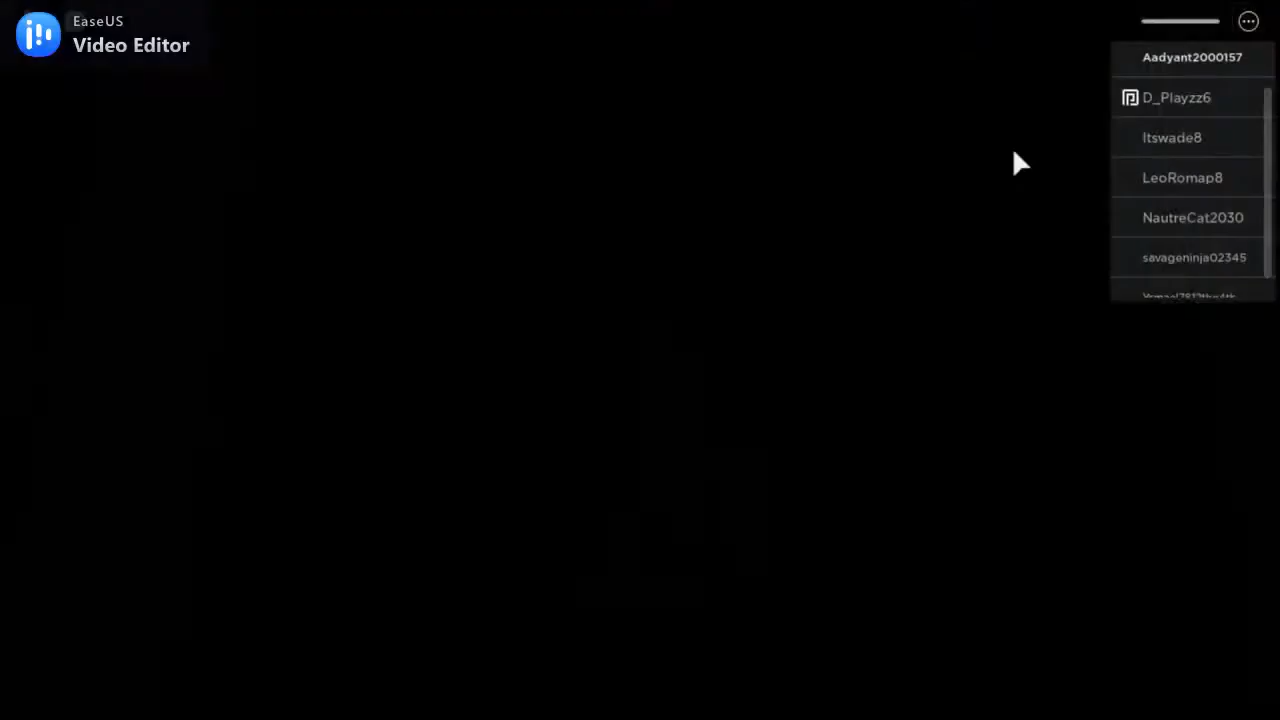 EaseUS
Video Editor
Aadyant2000157
D_Playzz6
Itswade8
LeoRomap8
NautreCat2030
savageninja02345